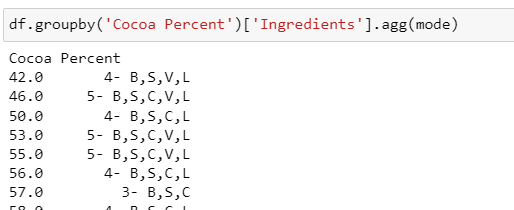 df.groupby('Cocoa Percent')['Ingredients'].agg(mode)
Cocoa Percent
42.0 4- B,S,V,L
46.0 5- B,S,C,V,L
50.0 4- B,S,C,L
53.0 5- B,S,C,V,L
55.0 5- B,S,C,V,L
56.0 4- B,S,C,L
57.0 3- B,S,C